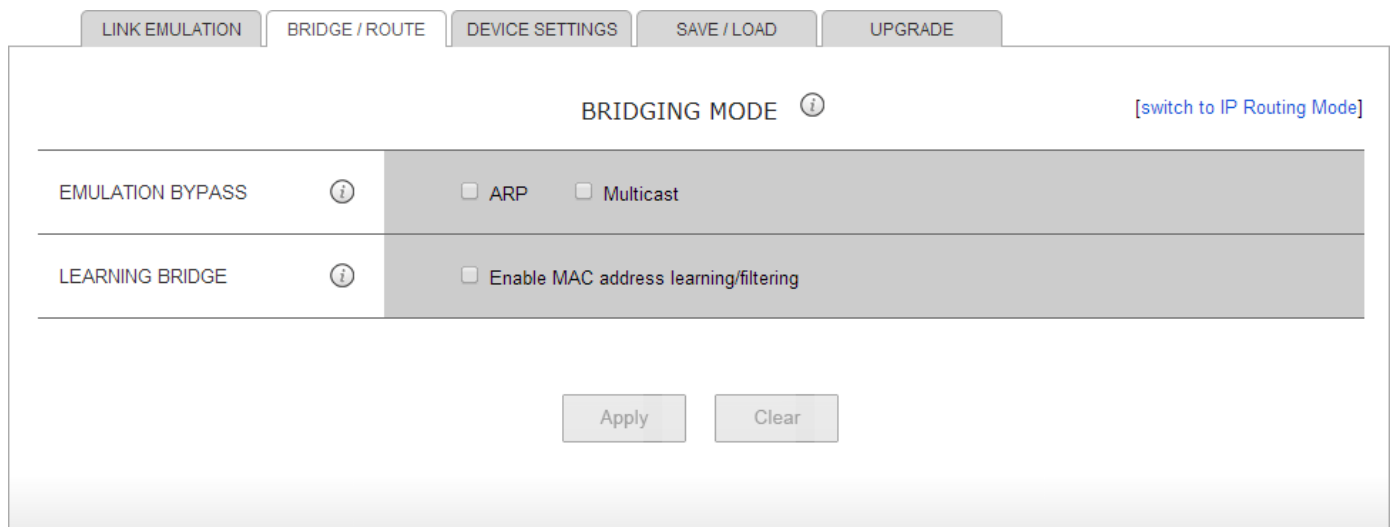 LINK EMULATION BRIDGE / ROUTE DEVICE SETTINGS SAVE / LOAD UPGRADE
BRIDGING MODE i [switch to IP Routing Mode]
EMULATION BYPASS i ARP Multicast
LEARNING BRIDGE i Enable MAC address learning/filtering
Apply Clear